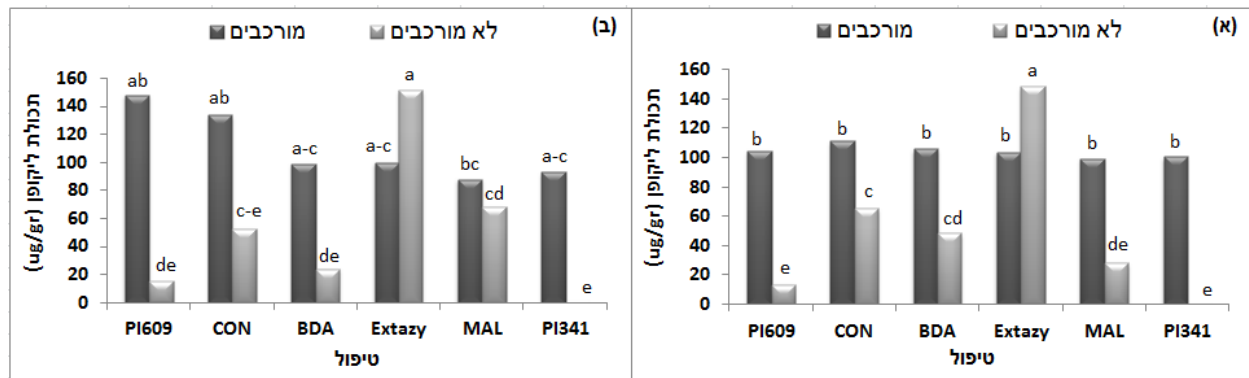 (א)
מורכבים לא מורכבים
תכולת ליקופן (ug/gr)
160
140
120
100
80
60
40
20
0
b e
b c
b cd
b a
b de
b e
PI609 CON BDA Extazy MAL PI341
טיפול
(ב)
מורכבים לא מורכבים
תכולת ליקופן (ug/gr)
160
140
120
100
80
60
40
20
0
ab de
ab c-e
a-c de
a-c a
bc cd
a-c e
PI609 CON BDA Extazy MAL PI341
טיפול